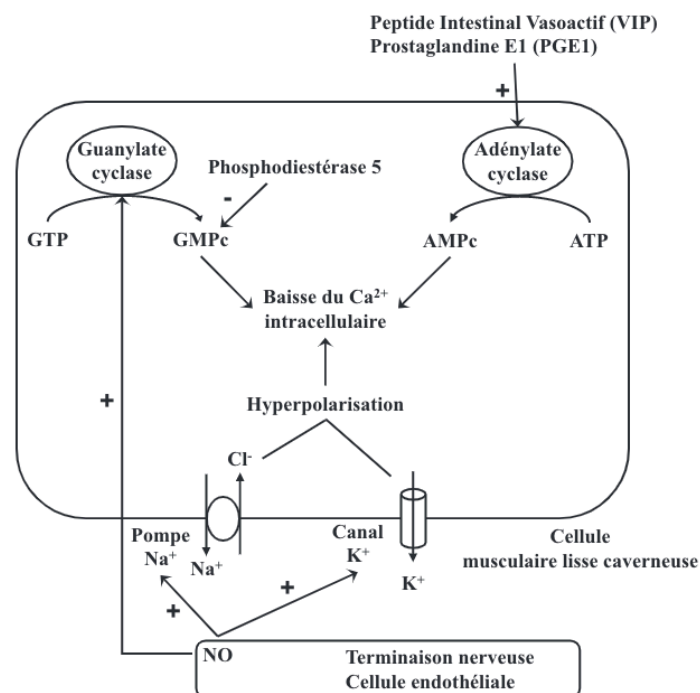 Peptide Intestinal Vasoactif (VIP)
Prostaglandine E1 (PGE1)
+
Guanylate
cyclase
Adénylate
cyclase
Phosphodiestérase 5
-
GTP
GMPc
AMPc
ATP
Baisse du Ca²⁺
intracellulaire
+
Hyperpolarisation
Cl⁻
Pompe
Na⁺
Na⁺
Canal
K⁺
K⁺
Cellule
musculaire lisse caverneuse
+
+
NO
Terminaison nerveuse
Cellule endothéliale